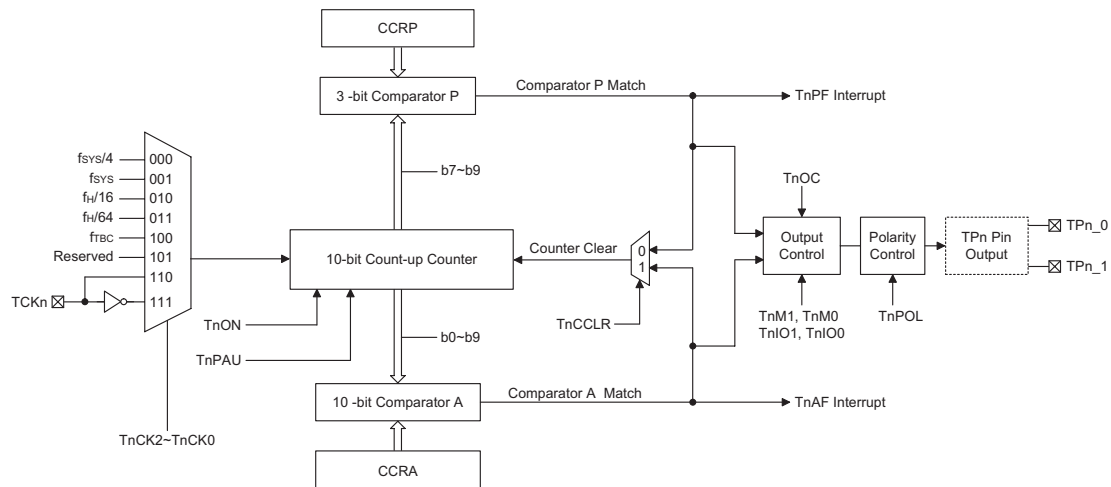 CCRP
3 -bit Comparator P
Comparator P Match
TnPF Interrupt
b7~b9
fSYS/4
000
fSYS
001
fH/16
010
fH/64
011
fTBC
100
Reserved
101
110
TCKn
111
TnCK2~TnCK0
10-bit Count-up Counter
Counter Clear
0
1
TnCCLR
TnON
TnPAU
b0~b9
TnOC
Output
Control
TnM1, TnM0
TnIO1, TnIO0
Polarity
Control
TnPOL
TPn Pin
Output
TPn_0
TPn_1
10 -bit Comparator A
Comparator A Match
TnAF Interrupt
CCRA